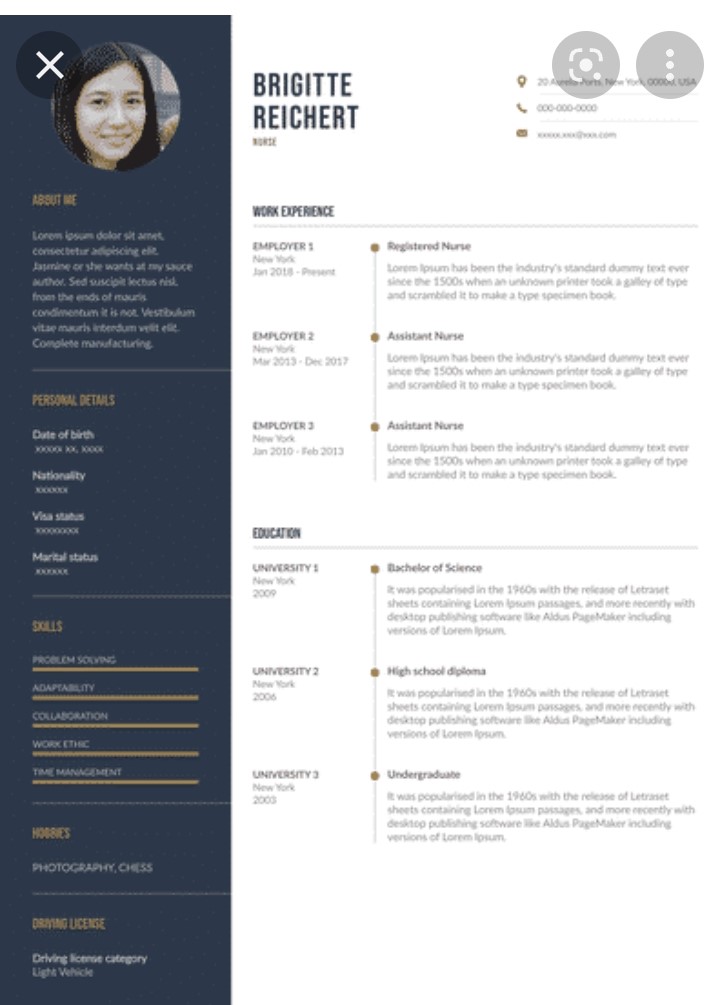 BRIGITTE
REICHERT
NURSE
20 Aurelia Ports, New York, 00000, USA
000-000-0000
xxxxx.xxx@xxx.com
ABOUT ME
Lorem ipsum dolor sit amet,
consectetur adipiscing elit.
Jasmine or she wants at my sauce
author. Sed suscipit lectus nisl,
from the ends of mauris
condimentum it is not. Vestibulum
vitae mauris interdum velit elit.
Complete manufacturing.
PERSONAL DETAILS
Date of birth
xxxxx xx, xxxx
Nationality
xxxxxx
Visa status
xxxxxxxx
Marital status
xxxxxx
SKILLS
PROBLEM SOLVING
ADAPTABILITY
COLLABORATION
WORK ETHIC
TIME MANAGEMENT
HOBBIES
PHOTOGRAPHY, CHESS
DRIVING LICENSE
Driving license category
Light Vehicle
WORK EXPERIENCE
EMPLOYER 1
New York
Jan 2018 - Present
Registered Nurse
Lorem Ipsum has been the industry's standard dummy text ever
since the 1500s when an unknown printer took a galley of type
and scrambled it to make a type specimen book.
EMPLOYER 2
New York
Mar 2013 - Dec 2017
Assistant Nurse
Lorem Ipsum has been the industry's standard dummy text ever
since the 1500s when an unknown printer took a galley of type
and scrambled it to make a type specimen book.
EMPLOYER 3
New York
Jan 2010 - Feb 2013
Assistant Nurse
Lorem Ipsum has been the industry's standard dummy text ever
since the 1500s when an unknown printer took a galley of type
and scrambled it to make a type specimen book.
EDUCATION
UNIVERSITY 1
New York
2009
Bachelor of Science
It was popularised in the 1960s with the release of Letraset
sheets containing Lorem Ipsum passages, and more recently with
desktop publishing software like Aldus PageMaker including
versions of Lorem Ipsum.
UNIVERSITY 2
New York
2006
High school diploma
It was popularised in the 1960s with the release of Letraset
sheets containing Lorem Ipsum passages, and more recently with
desktop publishing software like Aldus PageMaker including
versions of Lorem Ipsum.
UNIVERSITY 3
New York
2003
Undergraduate
It was popularised in the 1960s with the release of Letraset
sheets containing Lorem Ipsum passages, and more recently with
desktop publishing software like Aldus PageMaker including
versions of Lorem Ipsum.